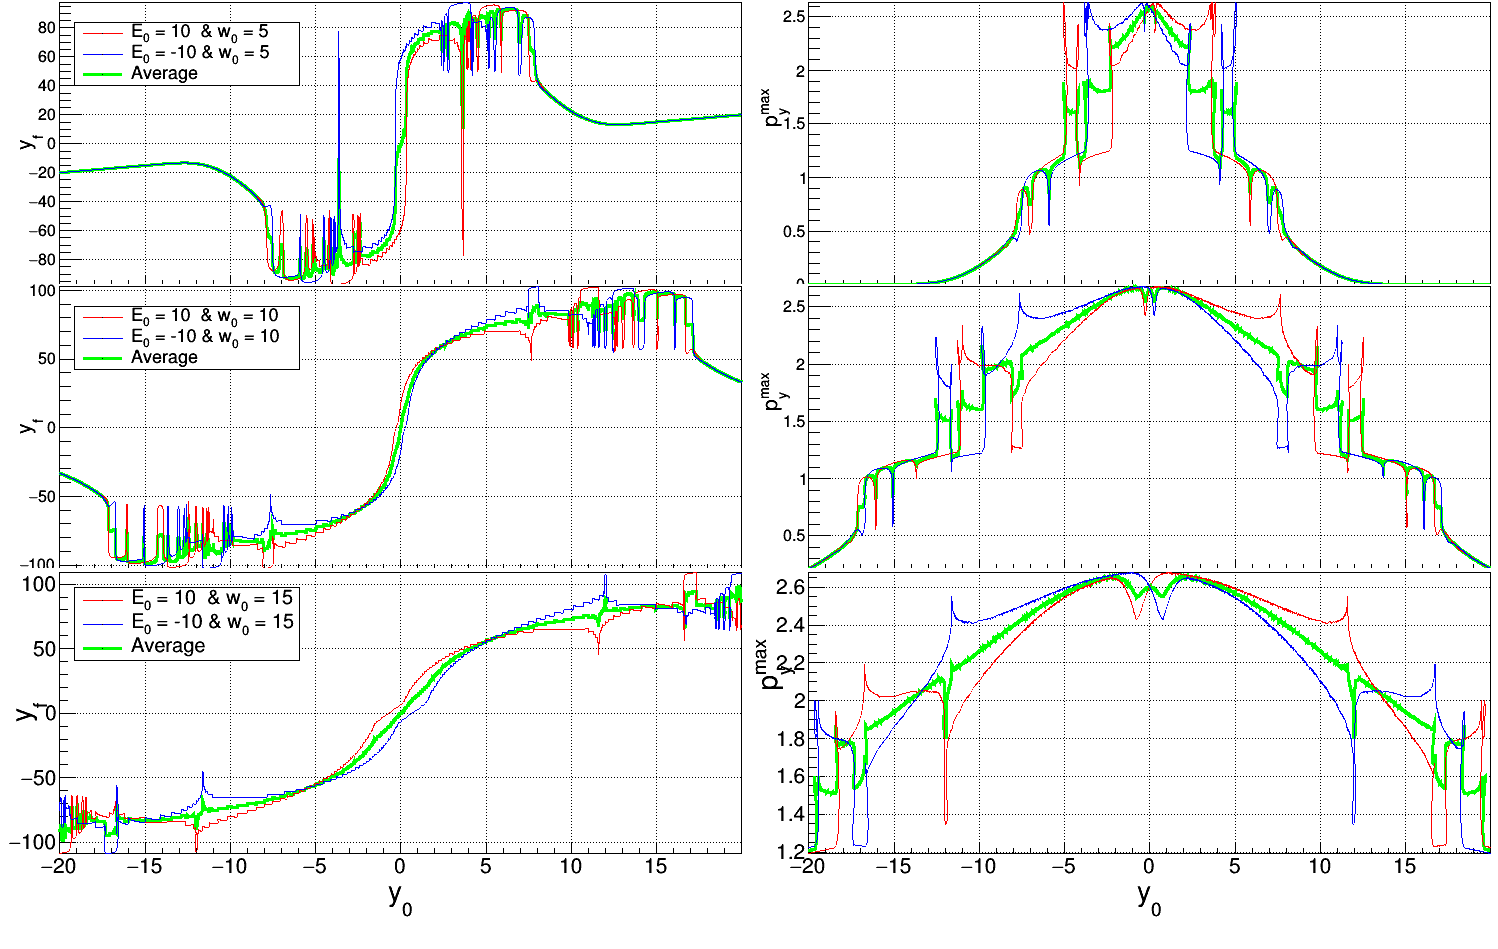 E0 = 10 & w0 = 5
E0 = -10 & w0 = 5
Average
80
60
40
20
0
−20
−40
−60
−80
yf
2.5
2
1.5
1
0.5
py max
E0 = 10 & w0 = 10
E0 = -10 & w0 = 10
Average
100
50
0
−50
−100
yf
2.5
2
1.5
1
0.5
py max
E0 = 10 & w0 = 15
E0 = -10 & w0 = 15
Average
100
50
0
−50
−100
yf
−20 −15 −10 −5 0 5 10 15
y0
2.6
2.4
2.2
2
1.8
1.6
1.4
1.2
py max
−20 −15 −10 −5 0 5 10 15
y0